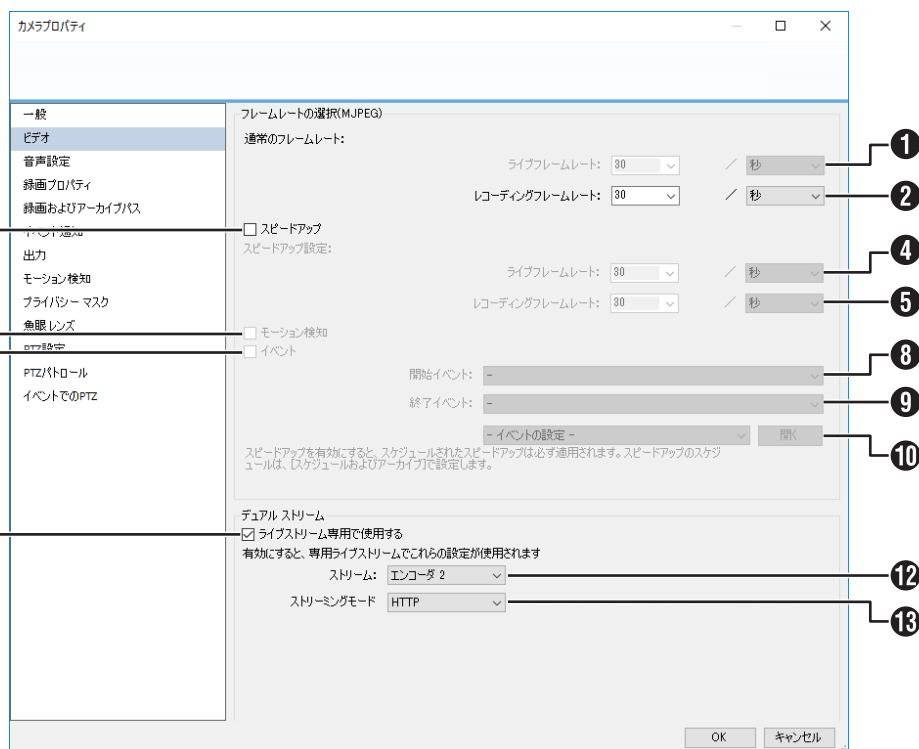 カメラプロパティ
一般
ビデオ
音声設定
録画プロパティ
録画およびアーカイブパス
イベント通知
出力
モーション検知
プライバシー マスク
魚眼レンズ
PTZ設定
PTZパトロール
イベントでのPTZ
フレームレートの選択(MJPEG)
通常のフレームレート:
ライブフレームレート: 30 / 秒 ❶
レコーディングフレームレート: 30 / 秒 ❷
スピードアップ
スピードアップ設定:
ライブフレームレート: 30 / 秒 ❹
レコーディングフレームレート: 30 / 秒 ❺
モーション検知
イベント
開始イベント: - ❽
終了イベント: - ❾
- イベントの設定 - 開く ❿
スピードアップを有効にすると、スケジュールされたスピードアップは必ず適用されます。スピードアップのスケジ
ュールは、[スケジュールおよびアーカイブ]で設定します。
デュアル ストリーム
ライブストリーム専用で使用する
有効にすると、専用ライブストリームでこれらの設定が使用されます
ストリーム: エンコーダ 2 ⓬
ストリーミングモード HTTP ⓭
OK キャンセル